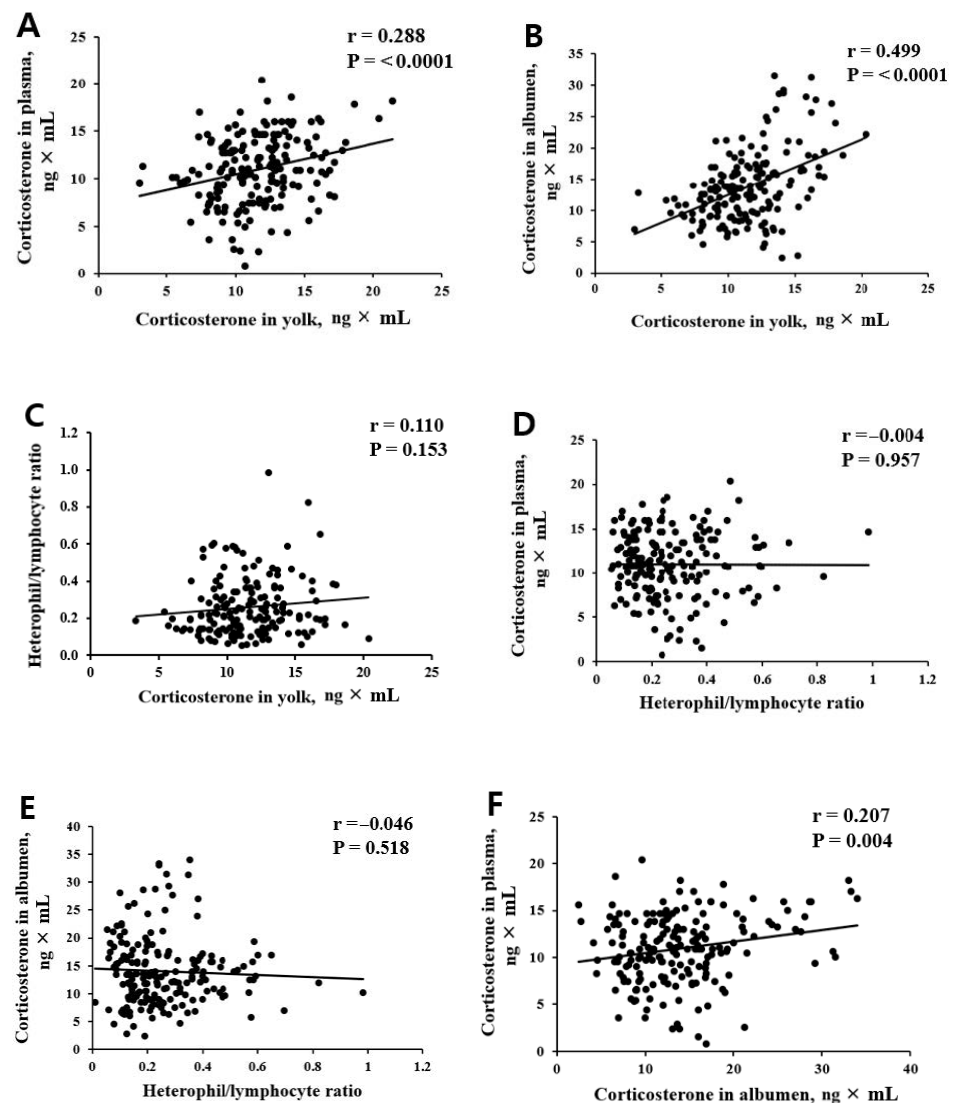 A
r = 0.288
P = <0.0001
Corticosterone in plasma,
ng × mL
25
20
15
10
5
0
0 5 10 15 20 25
Corticosterone in yolk, ng × mL
B
r = 0.499
P = <0.0001
Corticosterone in albumen,
ng × mL
35
30
25
20
15
10
5
0
0 5 10 15 20 25
Corticosterone in yolk, ng × mL
C
r = 0.110
P = 0.153
Heterophil/lymphocyte ratio
1.2
1.0
0.8
0.6
0.4
0.2
0.0
0 5 10 15 20 25
Corticosterone in yolk, ng × mL
D
r =–0.004
P = 0.957
Corticosterone in plasma,
ng × mL
25
20
15
10
5
0
0 0.2 0.4 0.6 0.8 1 1.2
Heterophil/lymphocyte ratio
E
r =–0.046
P = 0.518
Corticosterone in albumen,
ng × mL
40
35
30
25
20
15
10
5
0
0 0.2 0.4 0.6 0.8 1 1.2
Heterophil/lymphocyte ratio
F
r = 0.207
P = 0.004
Corticosterone in plasma,
ng × mL
25
20
15
10
5
0
0 10 20 30 40
Corticosterone in albumen, ng × mL